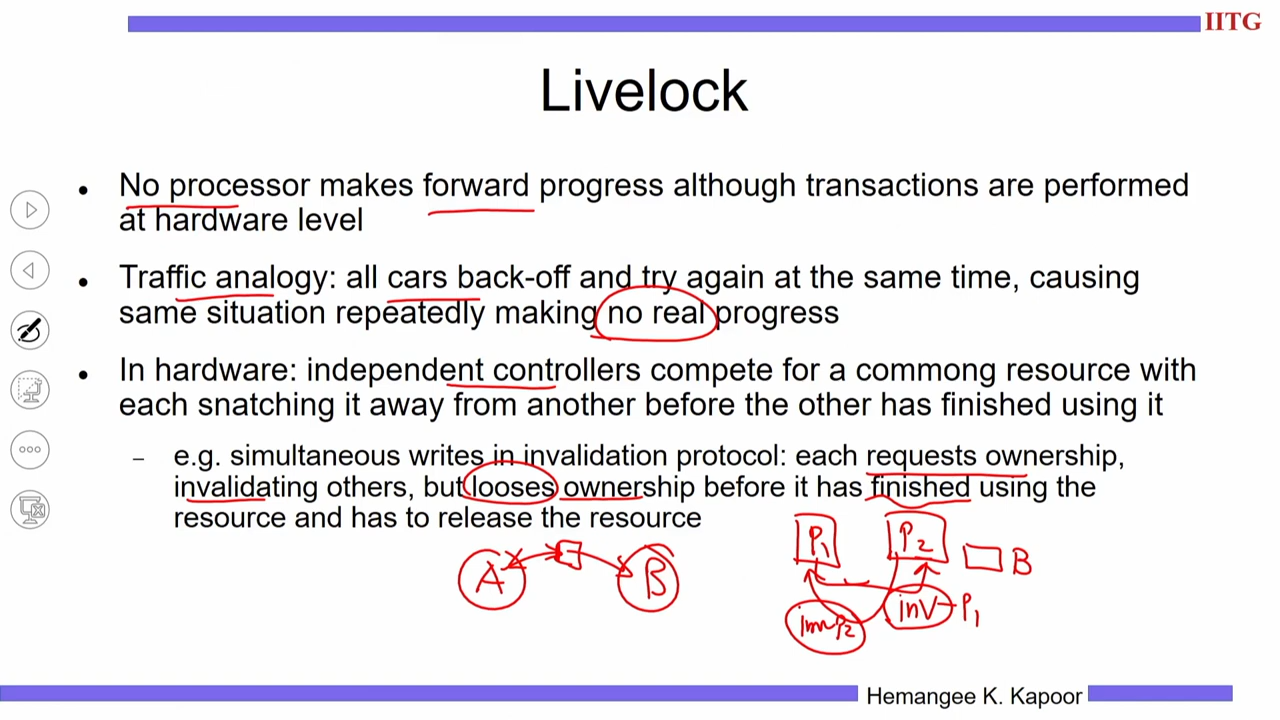 IITG
Livelock
• No processor makes forward progress although transactions are performed
at hardware level
• Traffic analogy: all cars back-off and try again at the same time, causing
same situation repeatedly making no real progress
• In hardware: independent controllers compete for a commong resource with
each snatching it away from another before the other has finished using it
– e.g. simultaneous writes in invalidation protocol: each requests ownership,
invalidating others, but looses ownership before it has finished using the
resource and has to release the resource
P1 P2 B
A B
inv P2 inv P1
Hemangee K. Kapoor